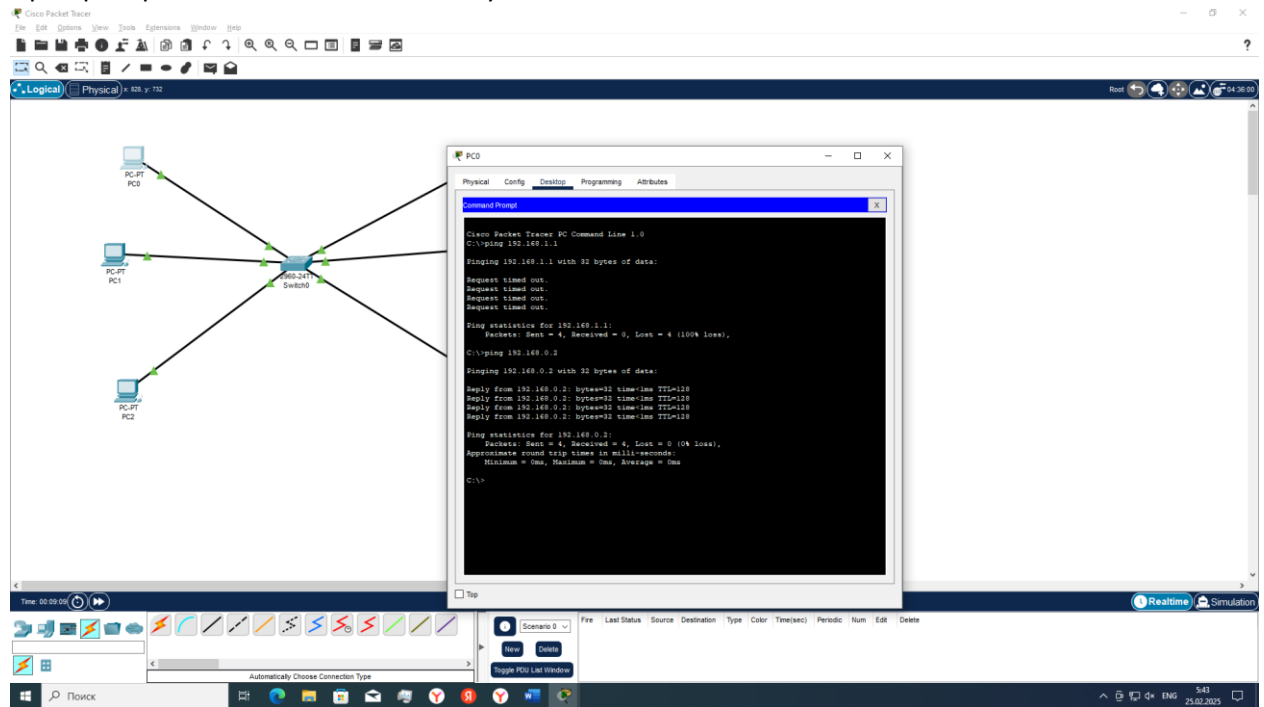 Cisco Packet Tracer
File Edit Options View Tools Extensions Window Help
?
Logical Physical x: 828, y: 732 Root 04:36:00
PC-PT
PC0
PC-PT
PC1
2960-24TT
Switch0
PC-PT
PC2
PC0
Physical Config Desktop Programming Attributes
Command Prompt X
Cisco Packet Tracer PC Command Line 1.0
C:\>ping 192.168.1.1
Pinging 192.168.1.1 with 32 bytes of data:
Request timed out.
Request timed out.
Request timed out.
Request timed out.
Ping statistics for 192.168.1.1:
Packets: Sent = 4, Received = 0, Lost = 4 (100% loss),
C:\>ping 192.168.0.2
Pinging 192.168.0.2 with 32 bytes of data:
Reply from 192.168.0.2: bytes=32 time<1ms TTL=128
Reply from 192.168.0.2: bytes=32 time<1ms TTL=128
Reply from 192.168.0.2: bytes=32 time<1ms TTL=128
Reply from 192.168.0.2: bytes=32 time<1ms TTL=128
Ping statistics for 192.168.0.2:
Packets: Sent = 4, Received = 4, Lost = 0 (0% loss),
Approximate round trip times in milli-seconds:
Minimum = 0ms, Maximum = 0ms, Average = 0ms
C:\>
Top
Time: 00:09:09 Realtime Simulation
Scenario 0 Fire Last Status Source Destination Type Color Time(sec) Periodic Num Edit Delete
New Delete
Toggle PDU List Window
Automatically Choose Connection Type
Поиск
ENG 5:43
25.02.2025